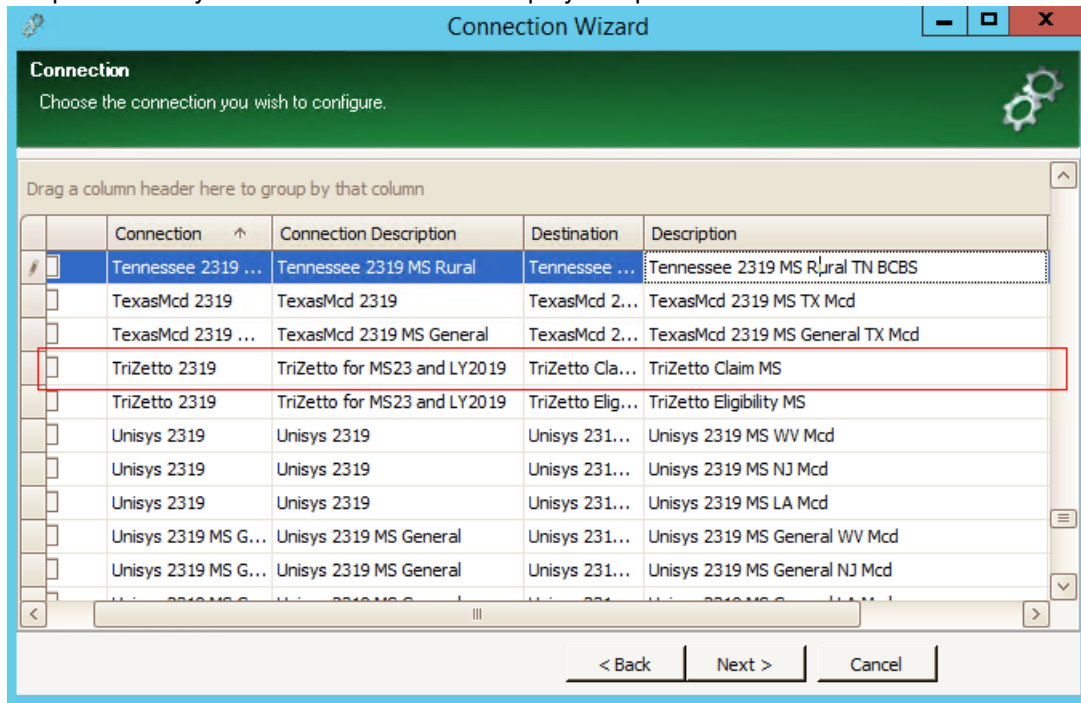 Connection Wizard
Connection
Choose the connection you wish to configure.
Drag a column header here to group by that column
Connection Connection Description Destination Description
Tennessee 2319 ... Tennessee 2319 MS Rural Tennessee ... Tennessee 2319 MS Rural TN BCBS
TexasMcd 2319 TexasMcd 2319 TexasMcd 2... TexasMcd 2319 MS TX Mcd
TexasMcd 2319 ... TexasMcd 2319 MS General TexasMcd 2... TexasMcd 2319 MS General TX Mcd
TriZetto 2319 TriZetto for MS23 and LY2019 TriZetto Cla... TriZetto Claim MS
TriZetto 2319 TriZetto for MS23 and LY2019 TriZetto Elig... TriZetto Eligibility MS
Unisys 2319 Unisys 2319 Unisys 231... Unisys 2319 MS WV Mcd
Unisys 2319 Unisys 2319 Unisys 231... Unisys 2319 MS NJ Mcd
Unisys 2319 Unisys 2319 Unisys 231... Unisys 2319 MS LA Mcd
Unisys 2319 MS G... Unisys 2319 MS General Unisys 231... Unisys 2319 MS General WV Mcd
Unisys 2319 MS G... Unisys 2319 MS General Unisys 231... Unisys 2319 MS General NJ Mcd
< Back Next > Cancel